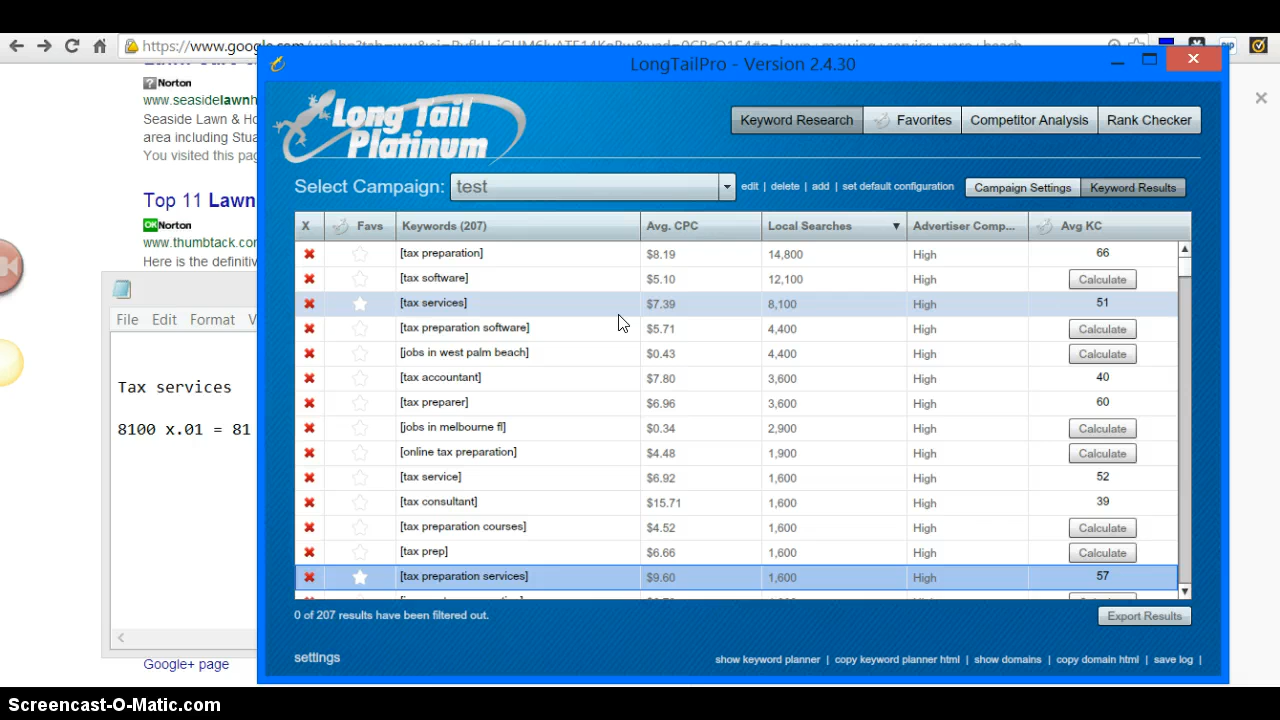 LongTailPro - Version 2.4.30
Norton
www.seasidelawnh
Seaside Lawn & Ho
area including Stua
You visited this pag
Top 11 Lawn
OK Norton
www.thumbtack.con
Here is the definitiv
File Edit Format V
Tax services
8100 x.01 = 81
Google+ page
Long Tail
Platinum
Keyword Research Favorites Competitor Analysis Rank Checker
Select Campaign: test edit | delete | add | set default configuration Campaign Settings Keyword Results
X Favs Keywords (207) Avg. CPC Local Searches ▼ Advertiser Comp... Avg KC
[tax preparation] $8.19 14,800 High 66
[tax software] $5.10 12,100 High Calculate
[tax services] $7.39 8,100 High 51
[tax preparation software] $5.71 4,400 High Calculate
[jobs in west palm beach] $0.43 4,400 High Calculate
[tax accountant] $7.80 3,600 High 40
[tax preparer] $6.96 3,600 High 60
[jobs in melbourne fl] $0.34 2,900 High Calculate
[online tax preparation] $4.48 1,900 High Calculate
[tax service] $6.92 1,600 High 52
[tax consultant] $15.71 1,600 High 39
[tax preparation courses] $4.52 1,600 High Calculate
[tax prep] $6.66 1,600 High Calculate
[tax preparation services] $9.60 1,600 High 57
0 of 207 results have been filtered out. Export Results
settings show keyword planner | copy keyword planner html | show domains | copy domain html | save log |
Screencast-O-Matic.com